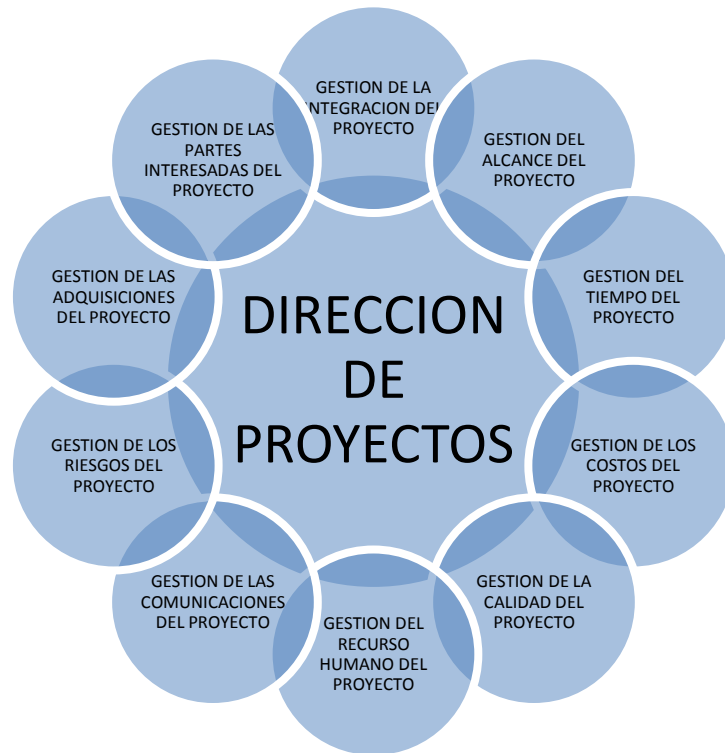 GESTION DE LA
INTEGRACION DEL
PROYECTO
GESTION DEL
ALCANCE DEL
PROYECTO
GESTION DEL
TIEMPO DEL
PROYECTO
GESTION DE LOS
COSTOS DEL
PROYECTO
GESTION DE LA
CALIDAD DEL
PROYECTO
GESTION DEL
RECURSO
HUMANO DEL
PROYECTO
GESTION DE LAS
COMUNICACIONES
DEL PROYECTO
GESTION DE LOS
RIESGOS DEL
PROYECTO
GESTION DE LAS
ADQUISICIONES
DEL PROYECTO
GESTION DE LAS
PARTES
INTERESADAS DEL
PROYECTO
DIRECCION
DE
PROYECTOS